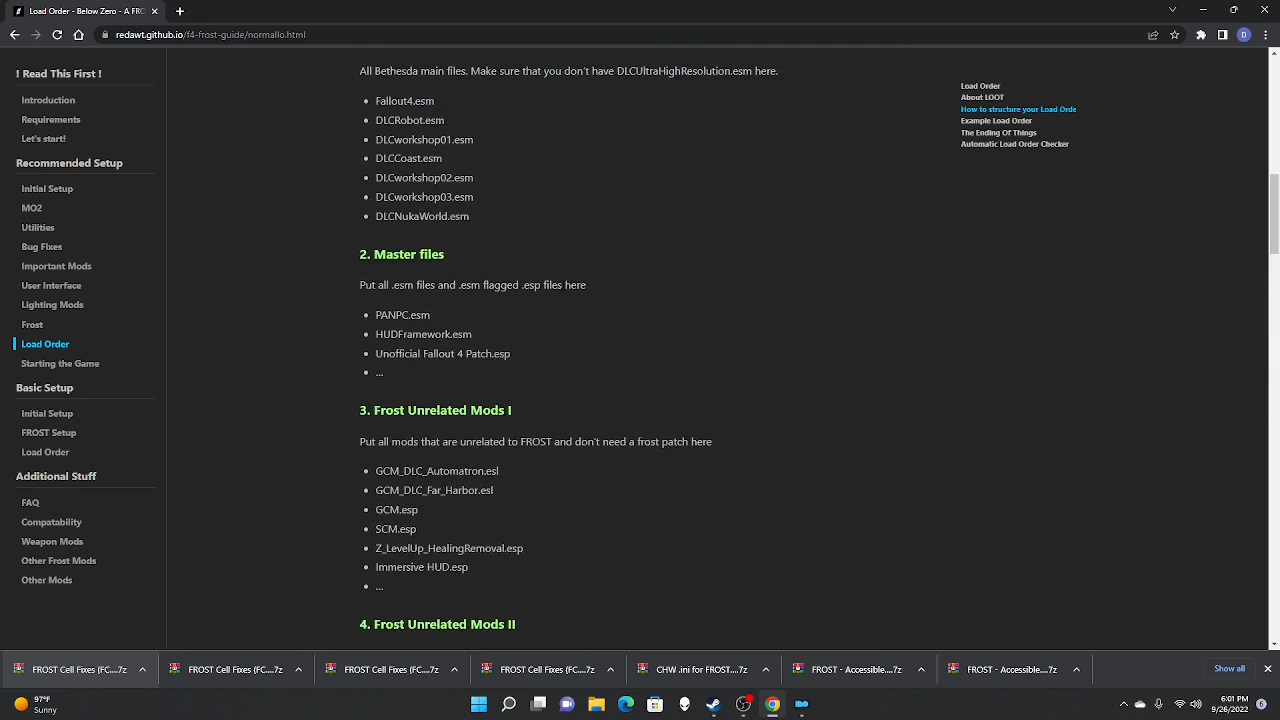 Load Order - Below Zero - A FRO
redawt.github.io/f4-frost-guide/normallo.html
D
! Read This First !
Introduction
Requirements
Let's start!
Recommended Setup
Initial Setup
MO2
Utilities
Bug Fixes
Important Mods
User Interface
Lighting Mods
Frost
Load Order
Starting the Game
Basic Setup
Initial Setup
FROST Setup
Load Order
Additional Stuff
FAQ
Compatability
Weapon Mods
Other Frost Mods
Other Mods
All Bethesda main files. Make sure that you don't have DLCUltraHighResolution.esm here.
Fallout4.esm
DLCRobot.esm
DLCworkshop01.esm
DLCCoast.esm
DLCworkshop02.esm
DLCworkshop03.esm
DLCNukaWorld.esm
2. Master files
Put all .esm files and .esm flagged .esp files here
PANPC.esm
HUDFramework.esm
Unofficial Fallout 4 Patch.esp
...
3. Frost Unrelated Mods I
Put all mods that are unrelated to FROST and don't need a frost patch here
GCM_DLC_Automatron.esl
GCM_DLC_Far_Harbor.esl
GCM.esp
SCM.esp
Z_LevelUp_HealingRemoval.esp
Immersive HUD.esp
...
4. Frost Unrelated Mods II
Load Order
About LOOT
How to structure your Load Orde
Example Load Order
The Ending Of Things
Automatic Load Order Checker
FROST Cell Fixes (FC....7z
FROST Cell Fixes (FC....7z
FROST Cell Fixes (FC....7z
FROST Cell Fixes (FC....7z
CHW .ini for FROST....7z
FROST - Accessible....7z
FROST - Accessible....7z
Show all
97°F
Sunny
6:01 PM
9/26/2022